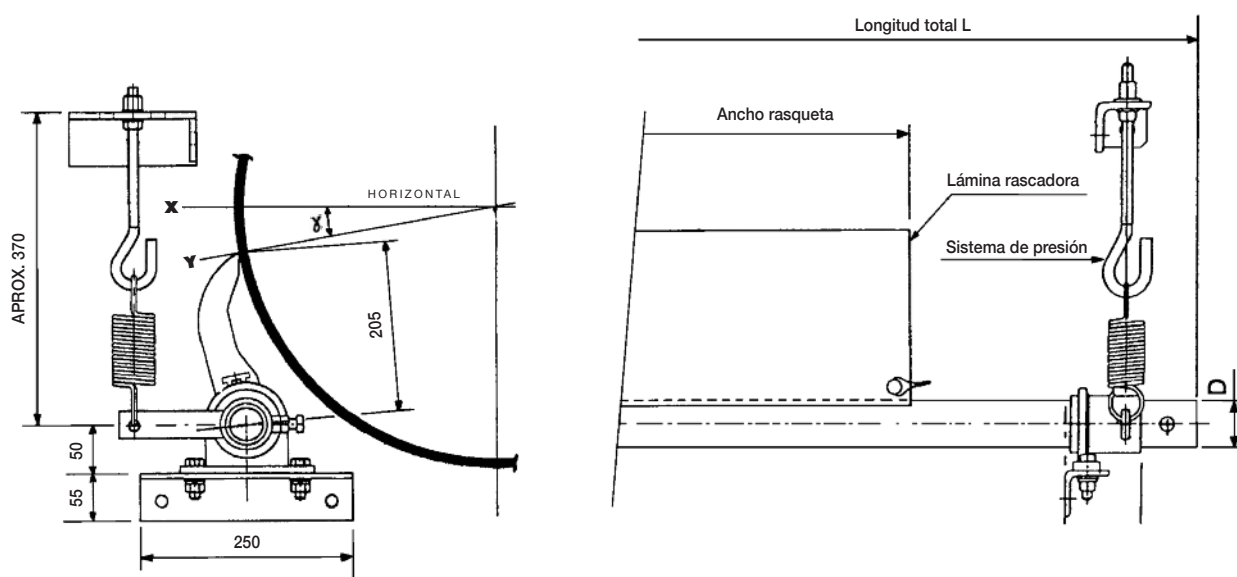 Longitud total L
Ancho rasqueta
HORIZONTAL
X
Lámina rascadora
ɣ
Sistema de presión
Y
APROX. 370
205
D
50
55
250